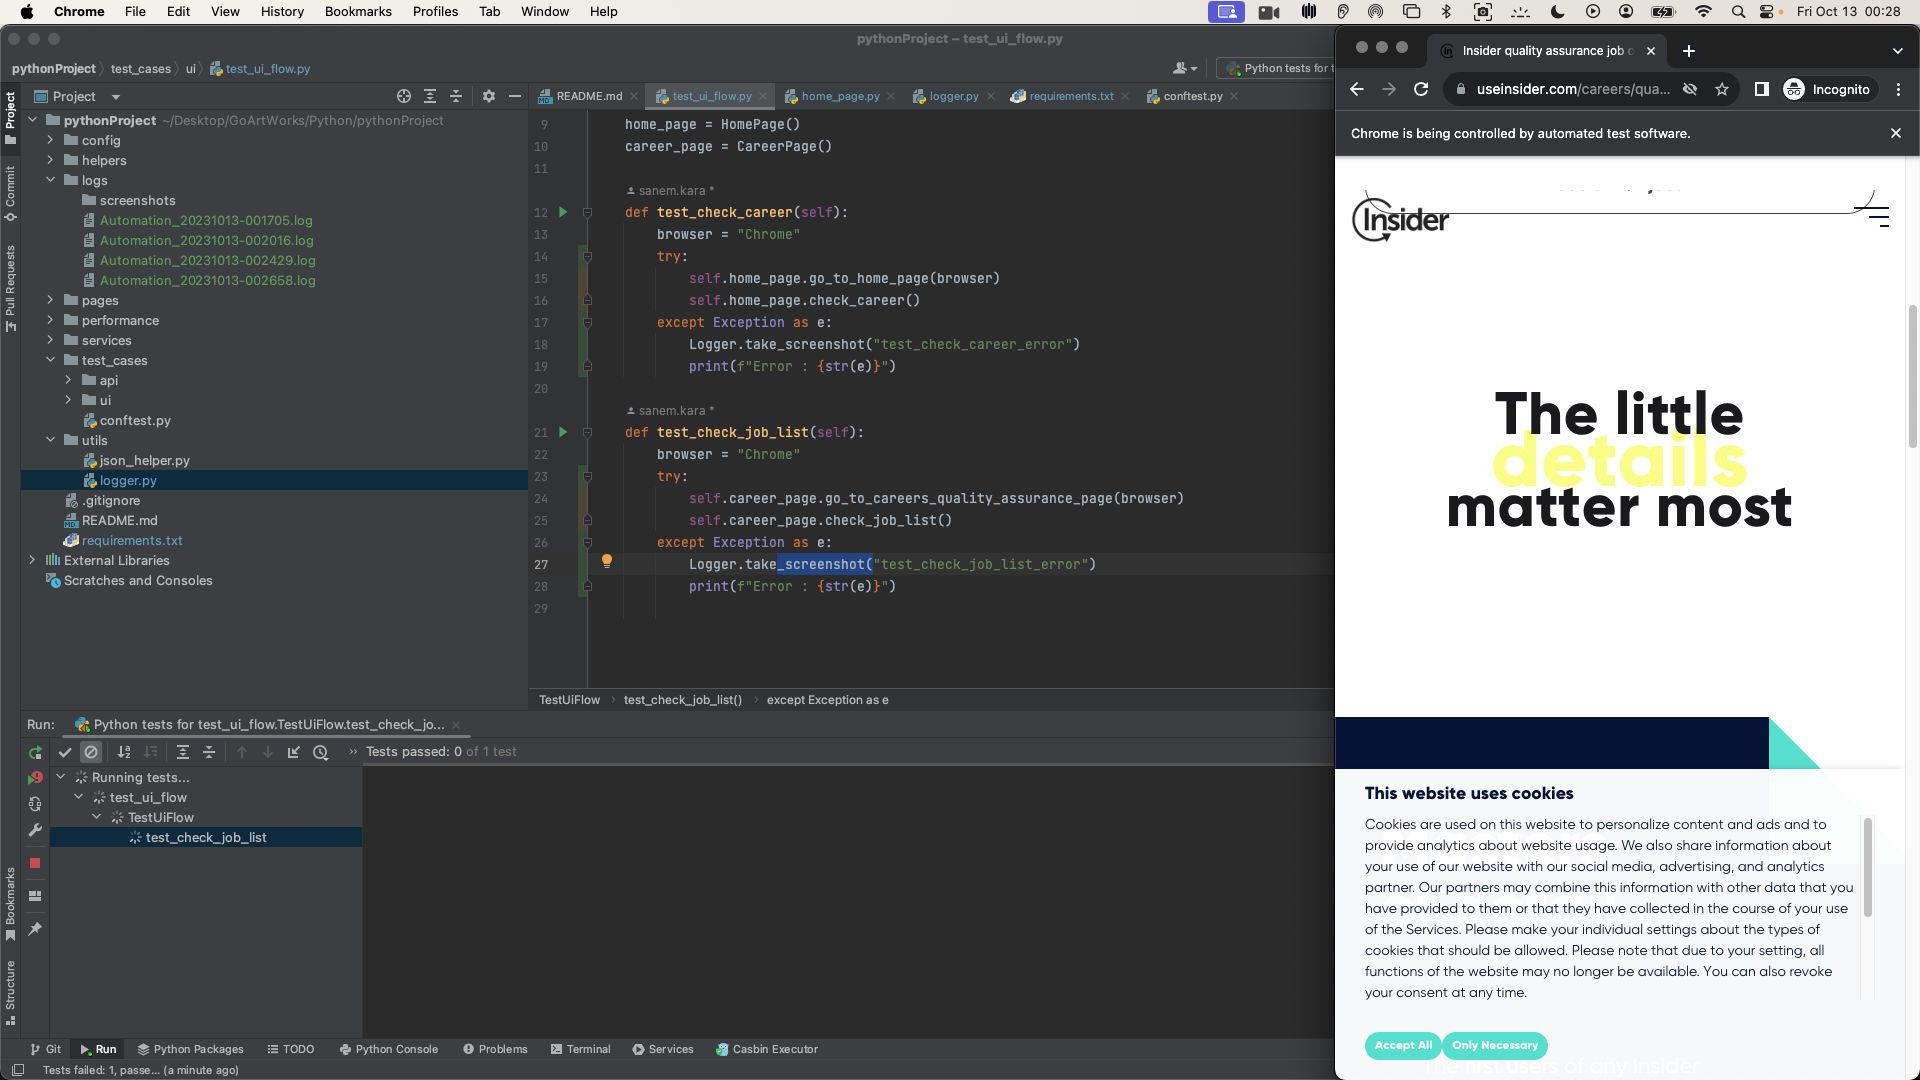 Chrome File Edit View History Bookmarks Profiles Tab Window Help Fri Oct 13 00:28
pythonProject – test_ui_flow.py
pythonProject test_cases ui test_ui_flow.py Python tests for
Project
README.md test_ui_flow.py home_page.py logger.py requirements.txt conftest.py
pythonProject ~/Desktop/GoArtWorks/Python/pythonProject
config
helpers
logs
screenshots
Automation_20231013-001705.log
Automation_20231013-002016.log
Automation_20231013-002429.log
Automation_20231013-002658.log
pages
performance
services
test_cases
api
ui
conftest.py
utils
json_helper.py
logger.py
.gitignore
README.md
requirements.txt
External Libraries
Scratches and Consoles
Project
Commit
Pull Requests
Bookmarks
Structure
9 home_page = HomePage()
10 career_page = CareerPage()
11
sanem.kara *
12 def test_check_career(self):
13 browser = "Chrome"
14 try:
15 self.home_page.go_to_home_page(browser)
16 self.home_page.check_career()
17 except Exception as e:
18 Logger.take_screenshot("test_check_career_error")
19 print(f"Error : {str(e)}")
20
sanem.kara *
21 def test_check_job_list(self):
22 browser = "Chrome"
23 try:
24 self.career_page.go_to_careers_quality_assurance_page(browser)
25 self.career_page.check_job_list()
26 except Exception as e:
27 Logger.take_screenshot("test_check_job_list_error")
28 print(f"Error : {str(e)}")
29
TestUiFlow test_check_job_list() except Exception as e
Run: Python tests for test_ui_flow.TestUiFlow.test_check_jo...
Tests passed: 0 of 1 test
Running tests...
test_ui_flow
TestUiFlow
test_check_job_list
Git Run Python Packages TODO Python Console Problems Terminal Services Casbin Executor
Tests failed: 1, passe... (a minute ago)
Insider quality assurance job
useinsider.com/careers/qua... Incognito
Chrome is being controlled by automated test software.
Insider
The little
details
matter most
This website uses cookies
Cookies are used on this website to personalize content and ads and to
provide analytics about website usage. We also share information about
your use of our website with our social media, advertising, and analytics
partner. Our partners may combine this information with other data that you
have provided to them or that they have collected in the course of your use
of the Services. Please make your individual settings about the types of
cookies that should be allowed. Please note that due to your setting, all
functions of the website may no longer be available. You can also revoke
your consent at any time.
Accept All Only Necessary
The first users of any Insider